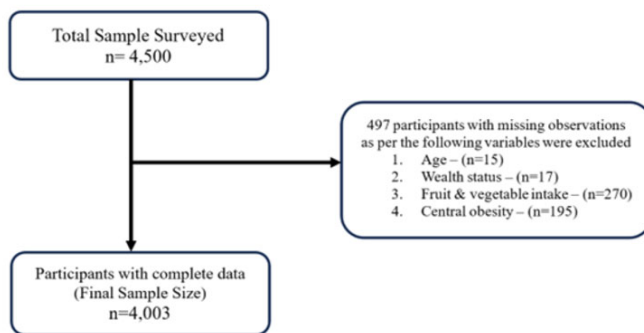 Total Sample Surveyed
n= 4,500
497 participants with missing observations
as per the following variables were excluded
1. Age – (n=15)
2. Wealth status – (n=17)
3. Fruit & vegetable intake – (n=270)
4. Central obesity – (n=195)
Participants with complete data
(Final Sample Size)
n=4,003